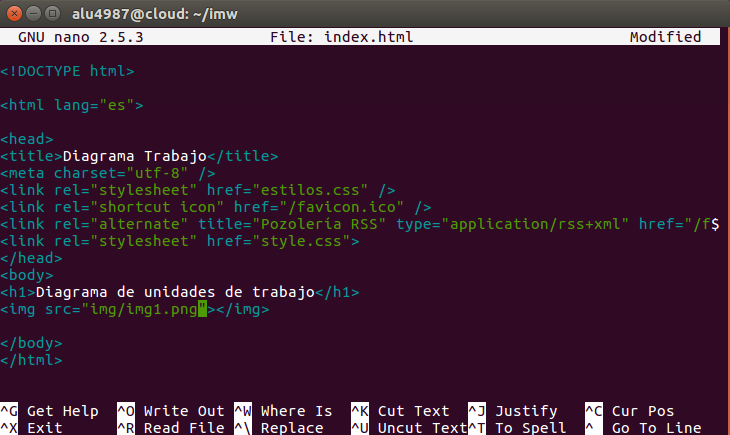 alu4987@cloud: ~/imw
GNU nano 2.5.3 File: index.html Modified
<!DOCTYPE html>
<html lang="es">
<head>
<title>Diagrama Trabajo</title>
<meta charset="utf-8" />
<link rel="stylesheet" href="estilos.css" />
<link rel="shortcut icon" href="/favicon.ico" />
<link rel="alternate" title="Pozolería RSS" type="application/rss+xml" href="/f$
<link rel="stylesheet" href="style.css">
</head>
<body>
<h1>Diagrama de unidades de trabajo</h1>
<img src="img/img1.png"></img>
</body>
</html>
^G Get Help ^O Write Out ^W Where Is ^K Cut Text ^J Justify ^C Cur Pos
^X Exit ^R Read File ^\ Replace ^U Uncut Text ^T To Spell ^_ Go To Line